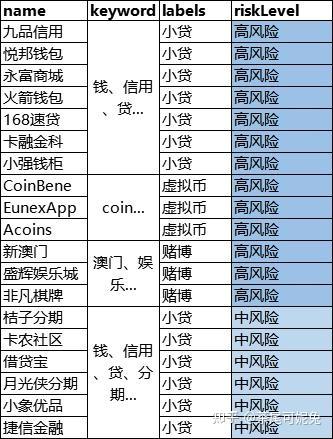 name keyword labels riskLevel
九品信用 小贷 高风险
悦邦钱包 小贷 高风险
永富商城 小贷 高风险
火箭钱包 钱、信用、贷... 小贷 高风险
168速贷 小贷 高风险
卡融金科 小贷 高风险
小强钱柜 小贷 高风险
CoinBene 虚拟币 高风险
EunexApp coin... 虚拟币 高风险
Acoins 虚拟币 高风险
新澳门 赌博 高风险
盛辉娱乐城 澳门、娱乐... 赌博 高风险
非凡棋牌 赌博 高风险
桔子分期 小贷 中风险
卡农社区 小贷 中风险
借贷宝 钱、信用、贷、分期... 小贷 中风险
月光侠分期 小贷 中风险
小象优品 小贷 中风险
捷信金融 小贷 中风险